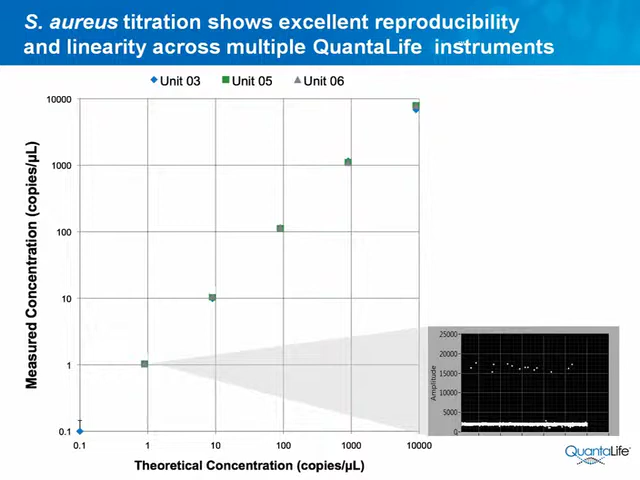 S. aureus titration shows excellent reproducibility
and linearity across multiple QuantaLife instruments
Unit 03 Unit 05 Unit 06
Measured Concentration (copies/µL)
10000
1000
100
10
1
0.1
0.1 1 10 100 1000 10000
Theoretical Concentration (copies/µL)
Amplitude
25000
20000
15000
10000
5000
0
QuantaLife